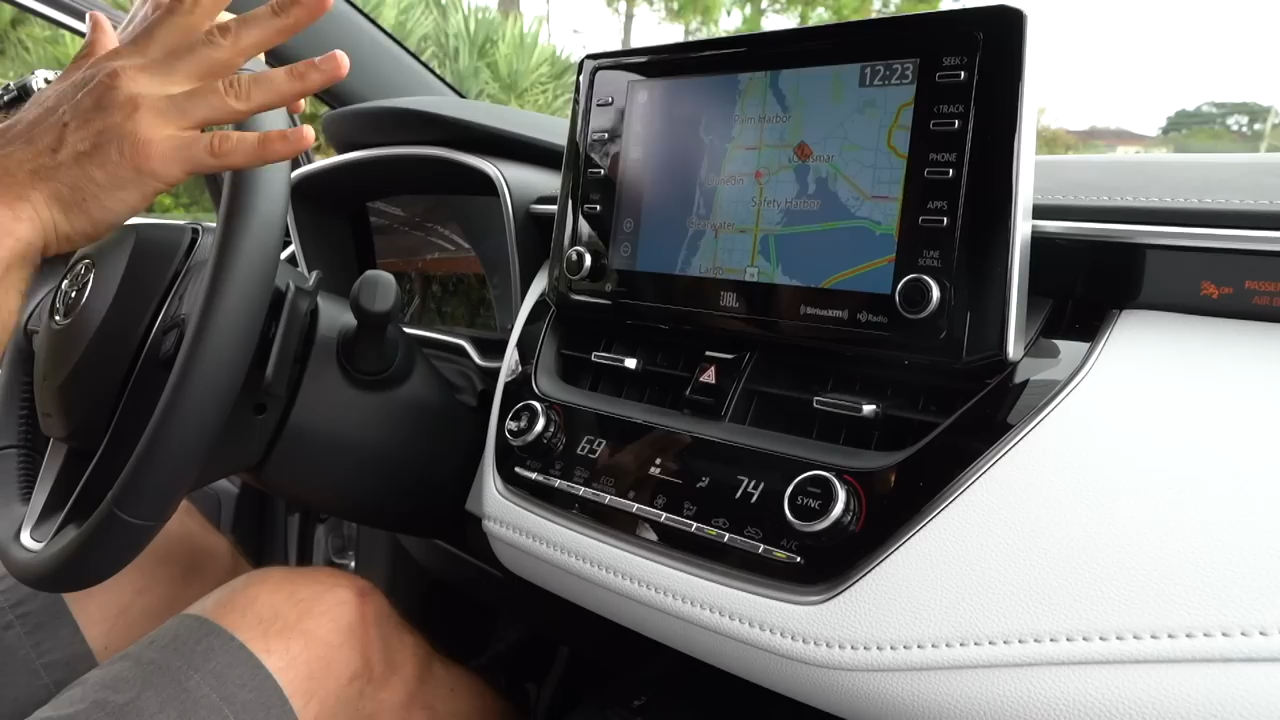 12:23
SEEK>
<TRACK
PHONE
APPS
TUNE
SCROLL
Palm Harbor
Oldsmar
Dunedin
Safety Harbor
Clearwater
Largo
JBL
((SiriusXM))
HD Radio
OFF
PASSE
AIR B
69
74
SYNC
ECO
A/C